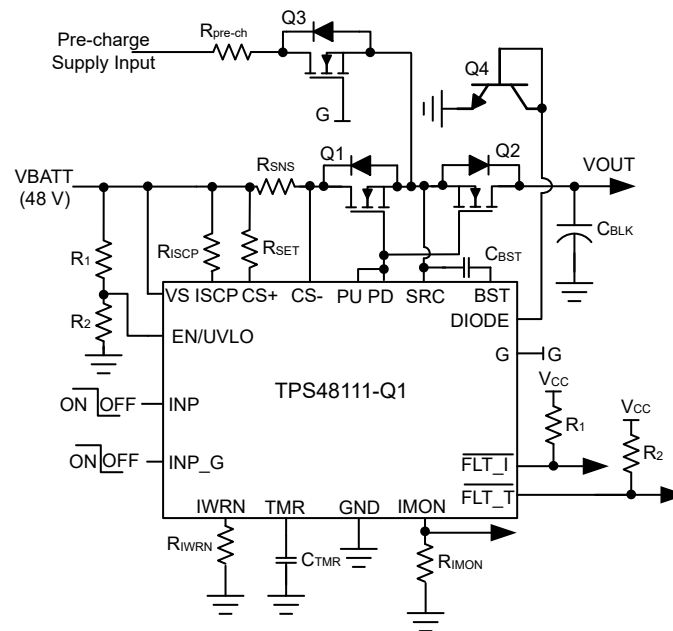 Pre-charge
Supply Input
Rpre-ch
Q3
G
Q4
VBATT
(48 V)
RSNS
Q1
Q2
VOUT
R1
RISCP
RSET
CBST
CBLK
VS ISCP CS+ CS- PU PD SRC BST
R2
EN/UVLO
DIODE
G
G
TPS48111-Q1
ON OFF INP
VCC
R1
VCC
R2
ON OFF INP_G
FLT_I
FLT_T
IWRN TMR GND IMON
RIWRN
CTMR
RIMON